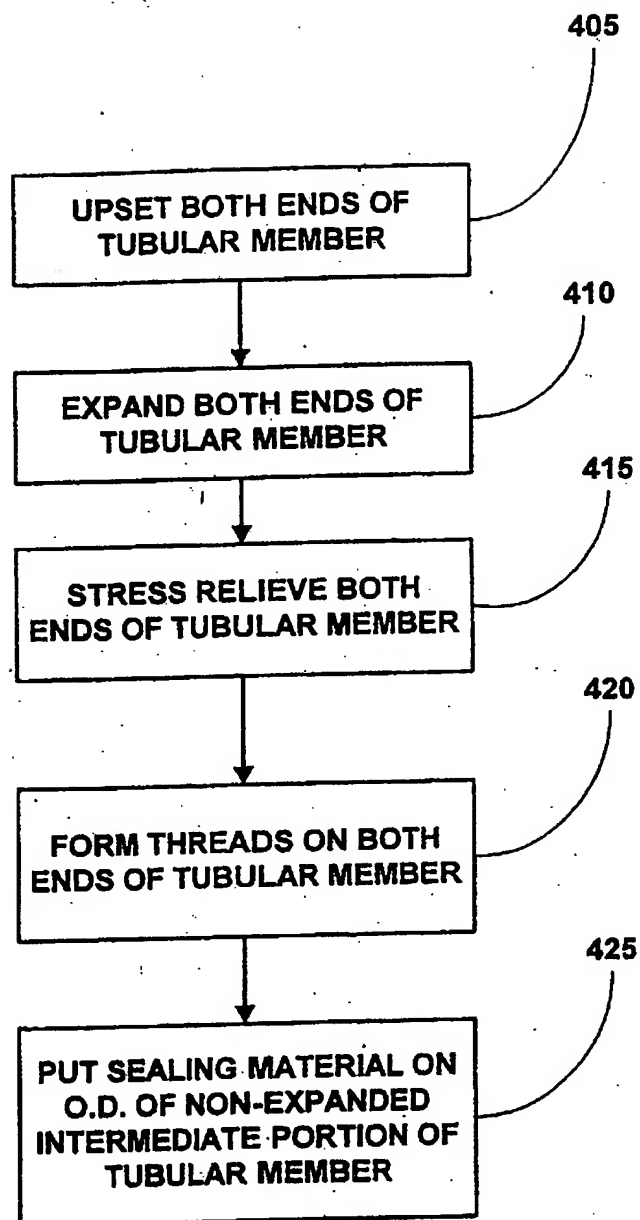 405
UPSET BOTH ENDS OF
TUBULAR MEMBER
410
EXPAND BOTH ENDS OF
TUBULAR MEMBER
415
STRESS RELIEVE BOTH
ENDS OF TUBULAR MEMBER
420
FORM THREADS ON BOTH
ENDS OF TUBULAR MEMBER
425
PUT SEALING MATERIAL ON
O.D. OF NON-EXPANDED
INTERMEDIATE PORTION OF
TUBULAR MEMBER